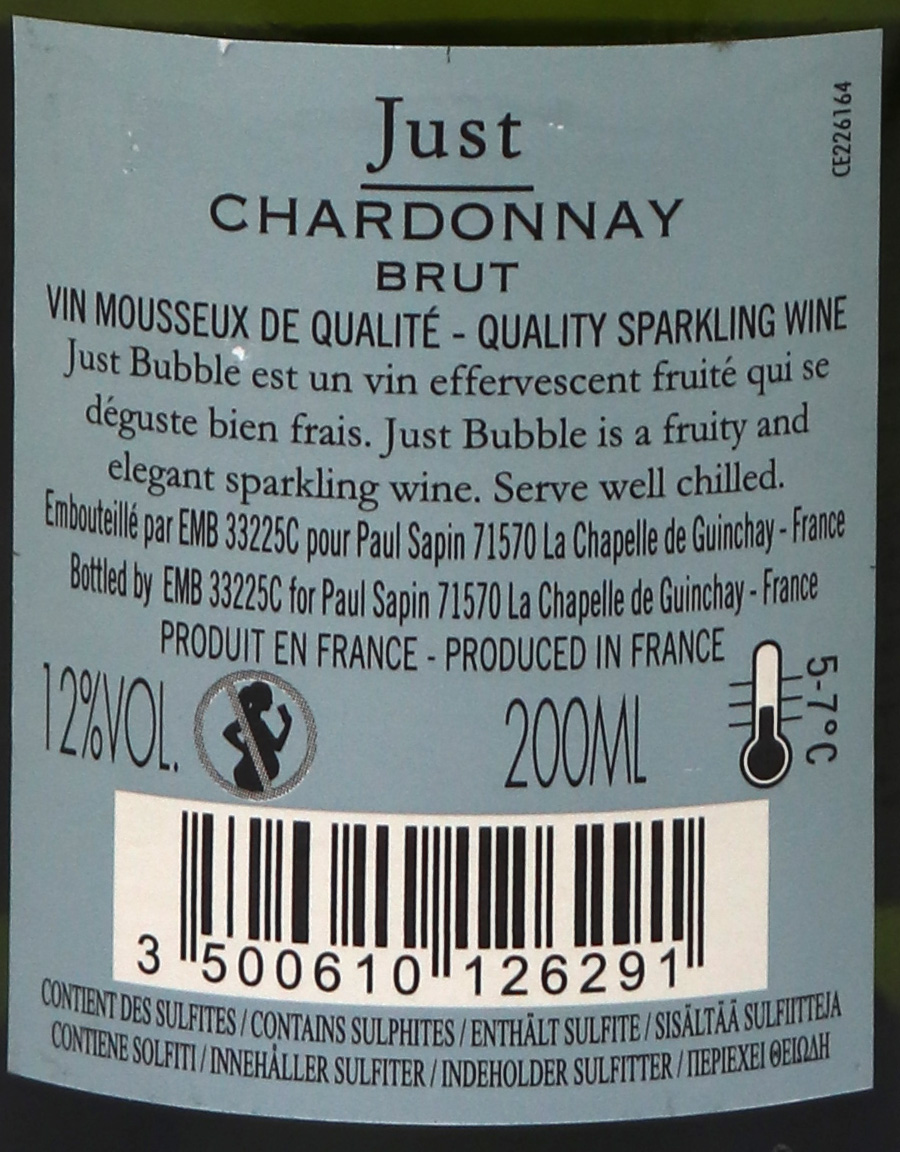 Just
CHARDONNAY
BRUT
VIN MOUSSEUX DE QUALITÉ - QUALITY SPARKLING WINE
Just Bubble est un vin effervescent fruité qui se
déguste bien frais. Just Bubble is a fruity and
elegant sparkling wine. Serve well chilled.
Embouteillé par EMB 33225C pour Paul Sapin 71570 La Chapelle de Guinchay - France
Bottled by EMB 33225C for Paul Sapin 71570 La Chapelle de Guinchay - France
PRODUIT EN FRANCE - PRODUCED IN FRANCE
12%VOL.
200ML
5-7°C
3 500610 126291
CONTIENT DES SULFITES / CONTAINS SULPHITES / ENTHÄLT SULFITE / SISÄLTÄÄ SULFIITTEJA
CONTIENE SOLFITI / INNEHÅLLER SULFITER / INDEHOLDER SULFITTER / ΠΕΡΙΕΧΕΙ ΘΕΙΩΔΗ
CE226164